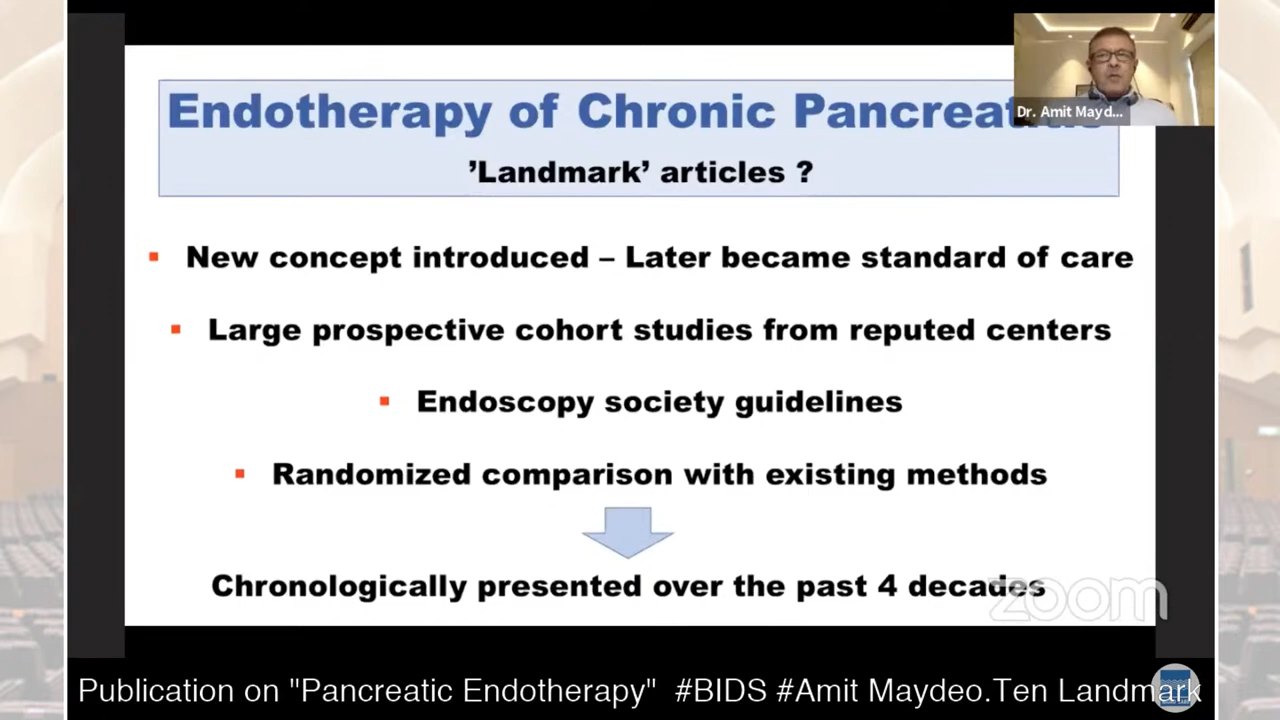 Endotherapy of Chronic Pancreatitis
’Landmark’ articles ?
Dr. Amit Mayd...
▪ New concept introduced – Later became standard of care
▪ Large prospective cohort studies from reputed centers
▪ Endoscopy society guidelines
▪ Randomized comparison with existing methods
Chronologically presented over the past 4 decades
zoom
Publication on "Pancreatic Endotherapy" #BIDS #Amit Maydeo.Ten Landmark